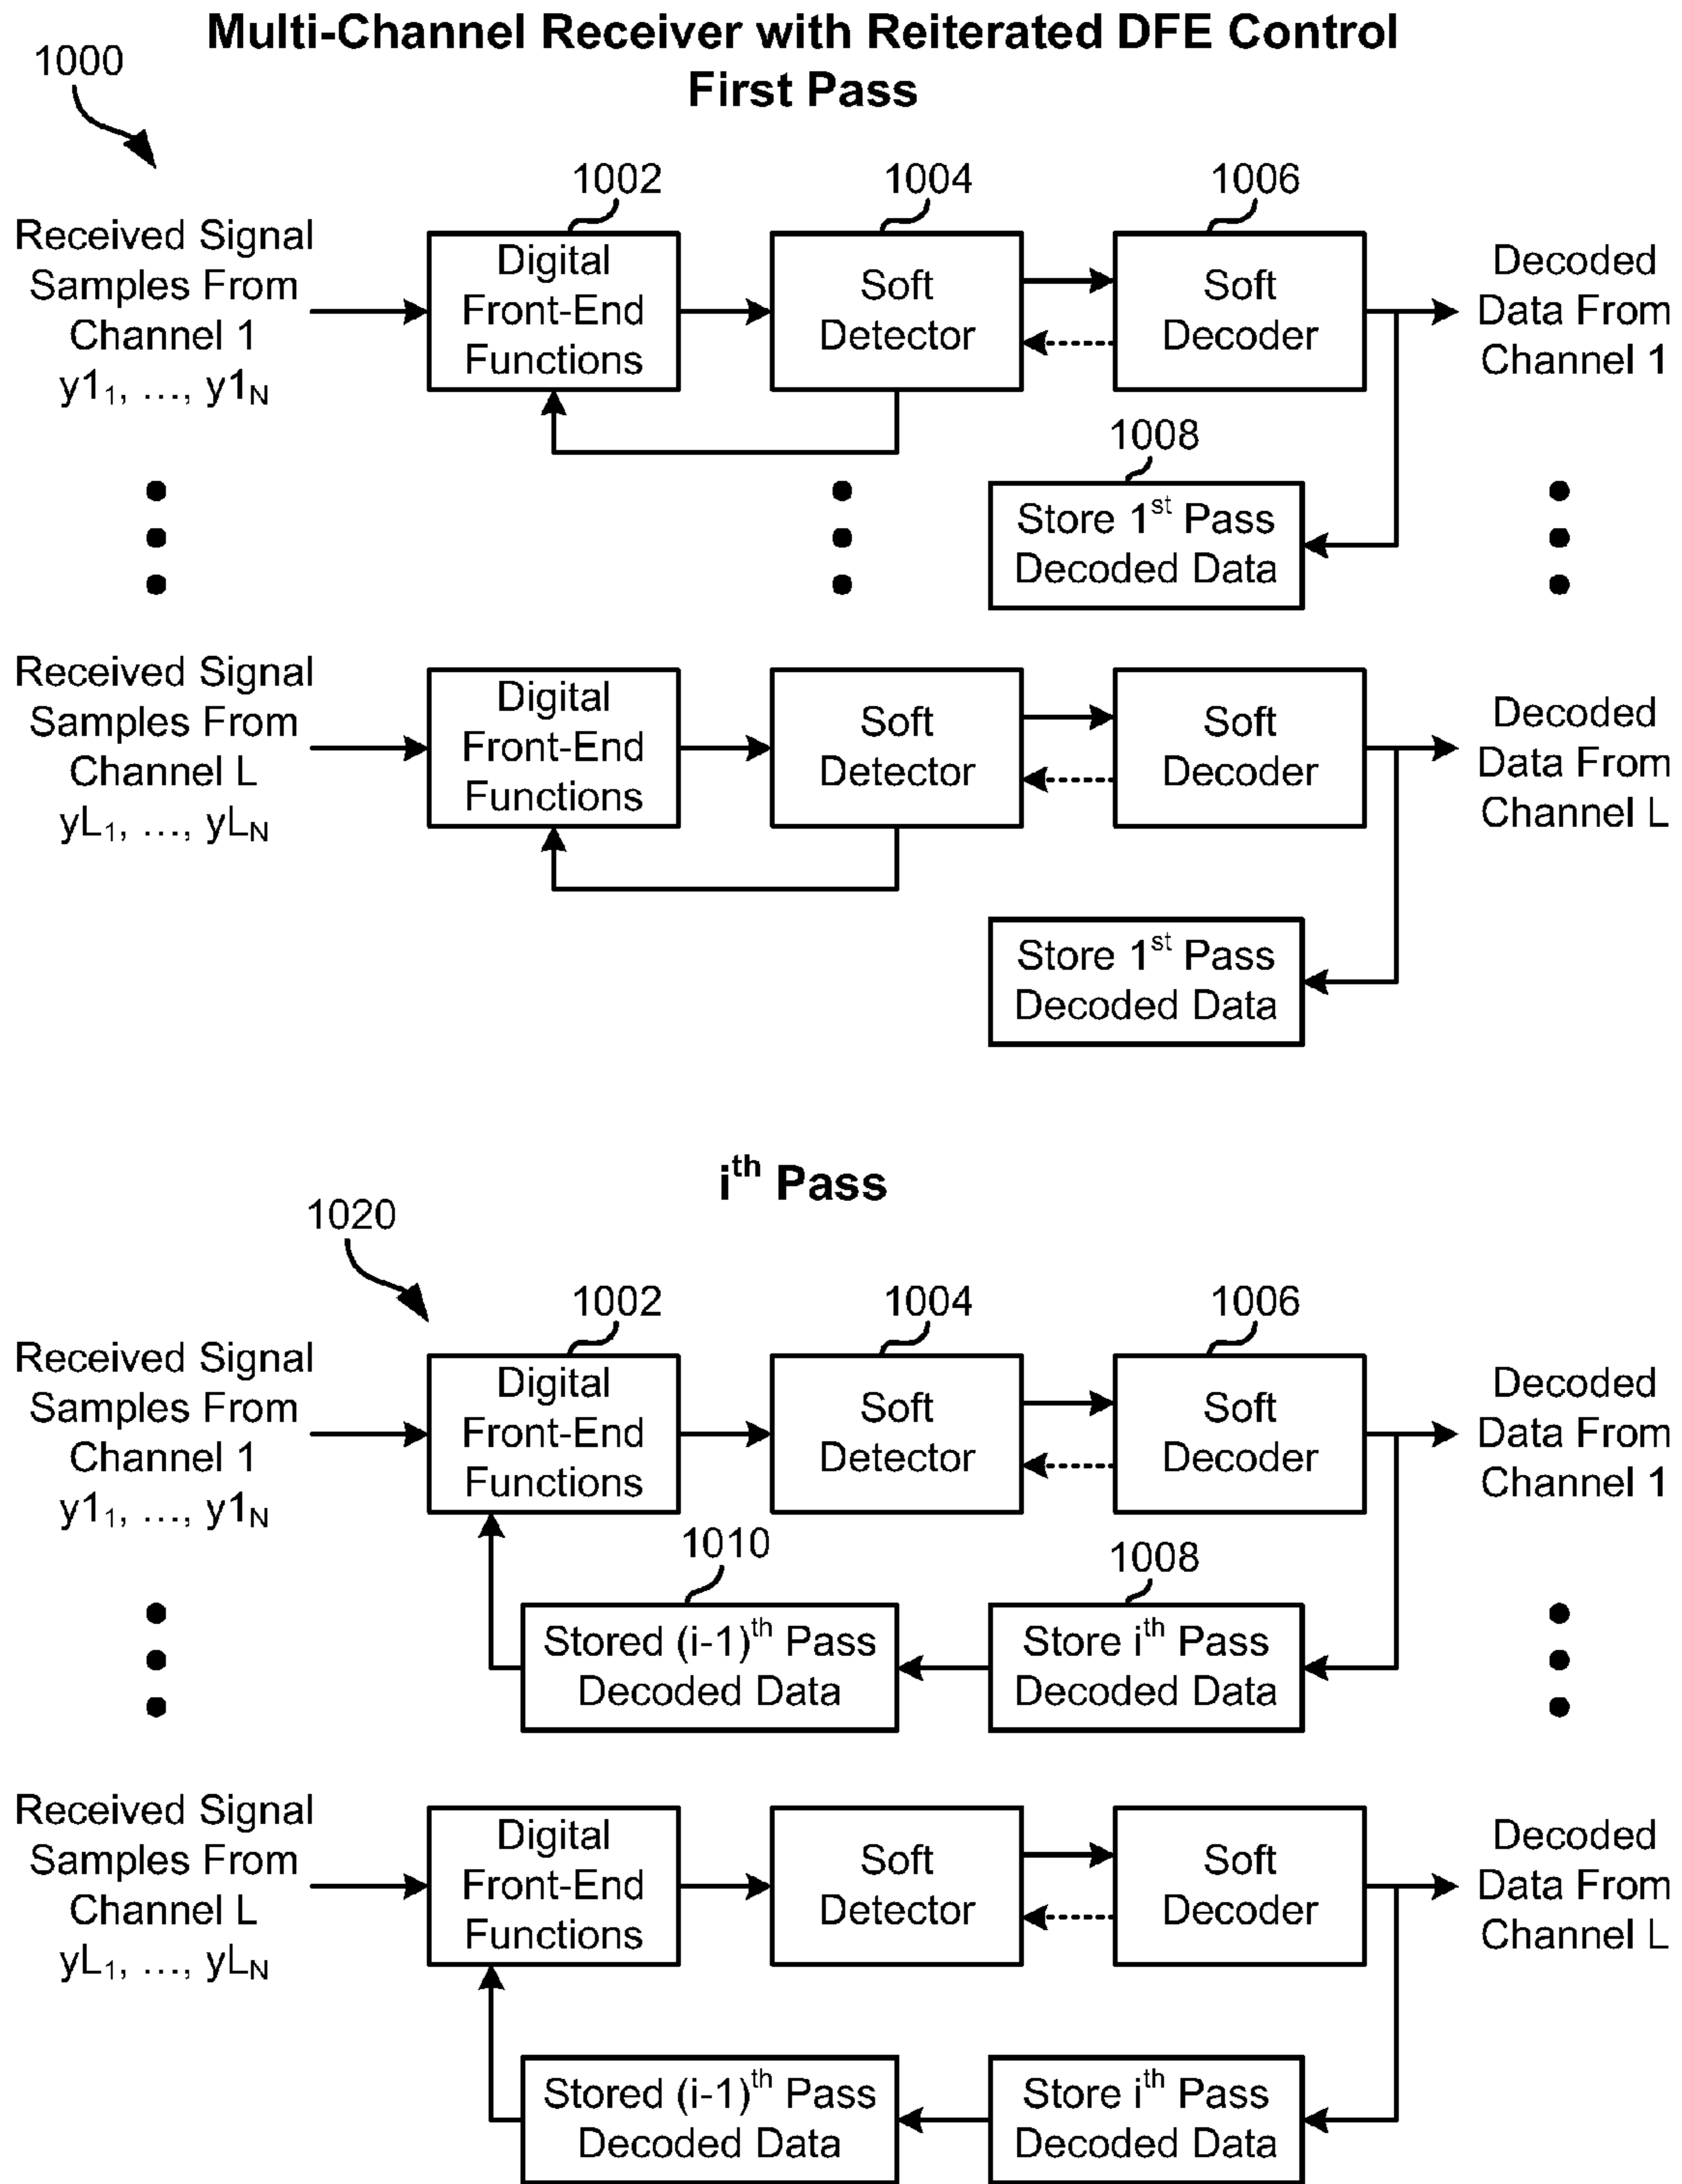 Multi-Channel Receiver with Reiterated DFE Control
First Pass
1000
1002
1004
1006
Received Signal
Samples From
Channel 1
y1₁, …, y1N
Digital
Front-End
Functions
Soft
Detector
Soft
Decoder
Decoded
Data From
Channel 1
1008
Store 1st Pass
Decoded Data
Received Signal
Samples From
Channel L
yL₁, …, yLN
Digital
Front-End
Functions
Soft
Detector
Soft
Decoder
Decoded
Data From
Channel L
Store 1st Pass
Decoded Data
ith Pass
1020
1002
1004
1006
Received Signal
Samples From
Channel 1
y1₁, …, y1N
Digital
Front-End
Functions
Soft
Detector
Soft
Decoder
Decoded
Data From
Channel 1
1010
1008
Stored (i-1)th Pass
Decoded Data
Store ith Pass
Decoded Data
Received Signal
Samples From
Channel L
yL₁, …, yLN
Digital
Front-End
Functions
Soft
Detector
Soft
Decoder
Decoded
Data From
Channel L
Stored (i-1)th Pass
Decoded Data
Store ith Pass
Decoded Data